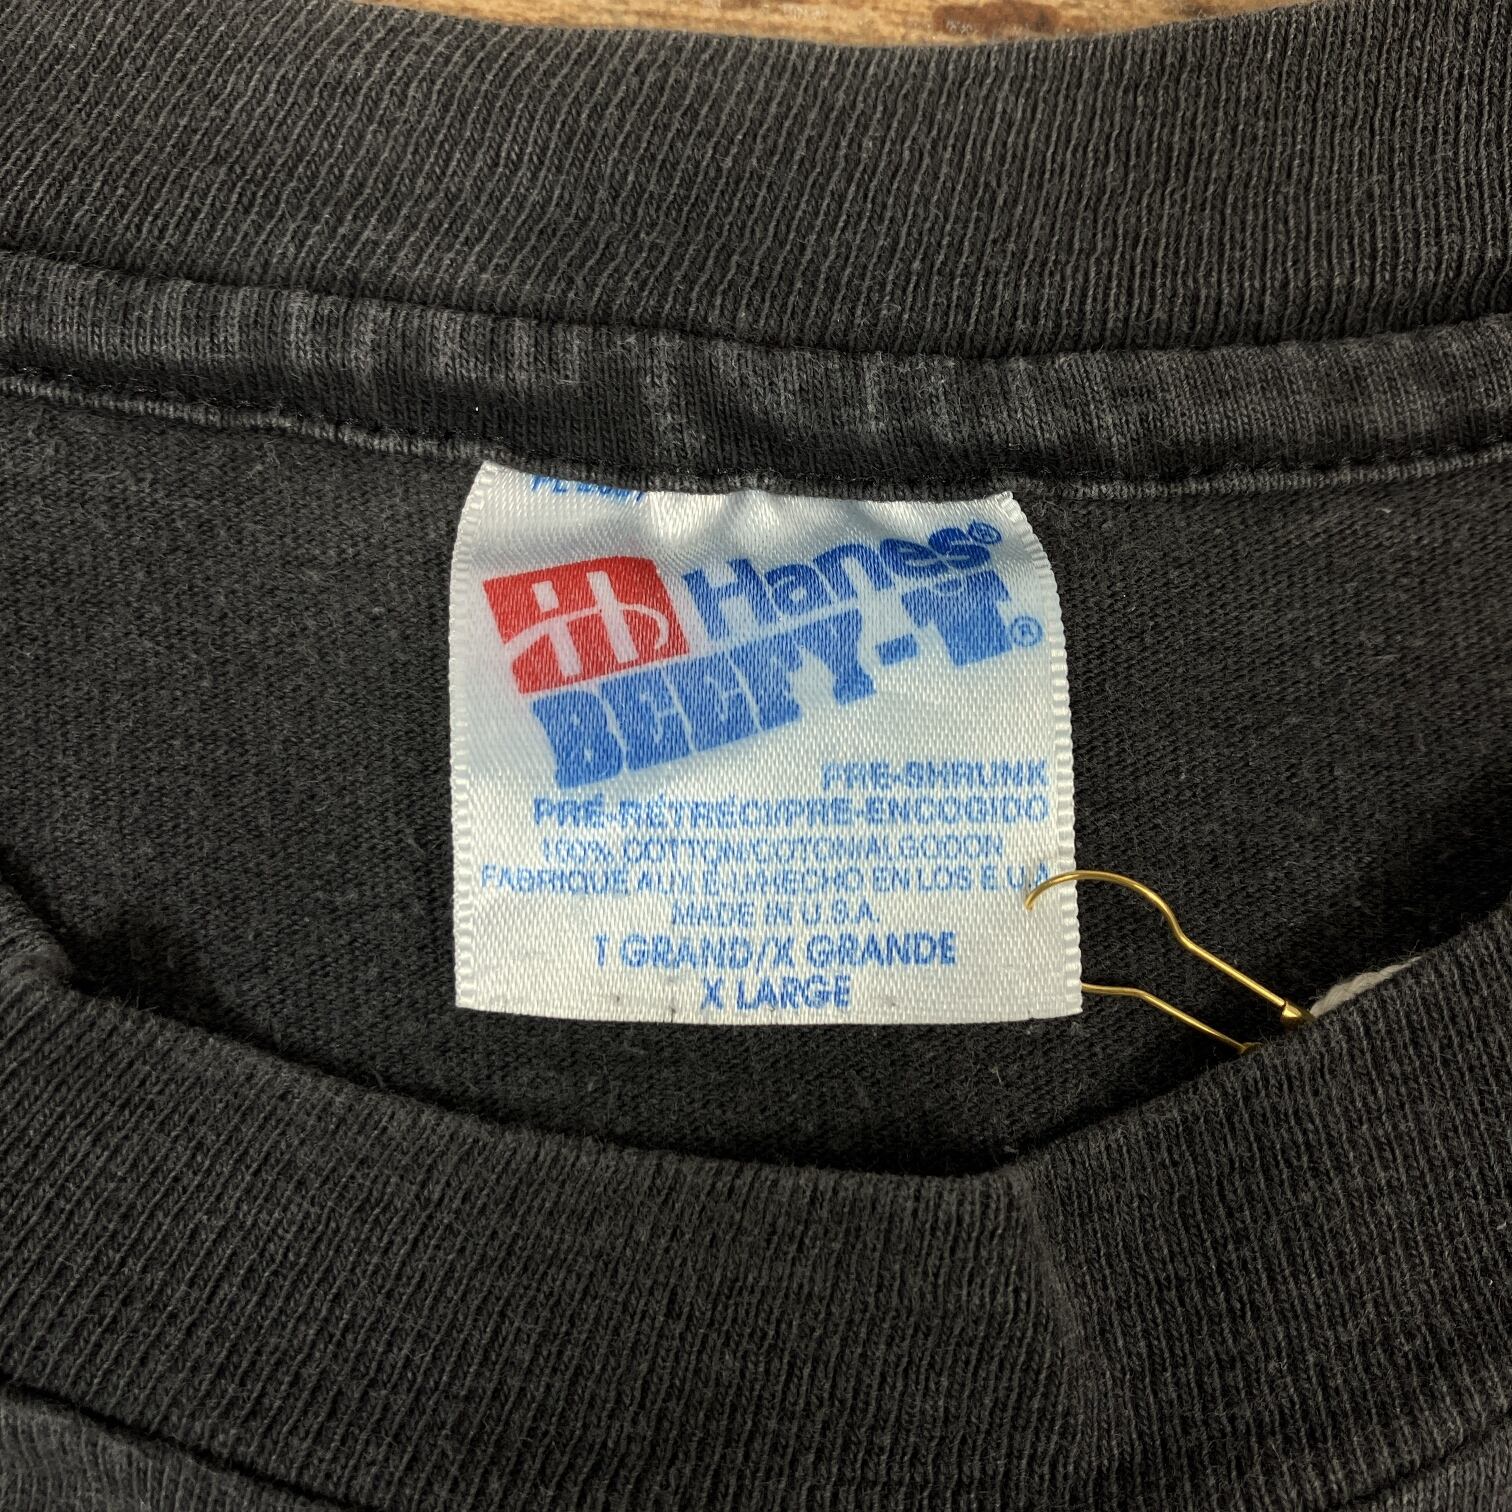 Hanes®
BEEFY-T®
PRE-SHRUNK
PRÉ-RÉTRÉCI/PRE-ENCOGIDO
100% COTTON/COTON/ALGODON
FABRIQUÉ AUX E.U./HECHO EN LOS E.U.A.
MADE IN U.S.A.
T GRAND/X GRANDE
X LARGE